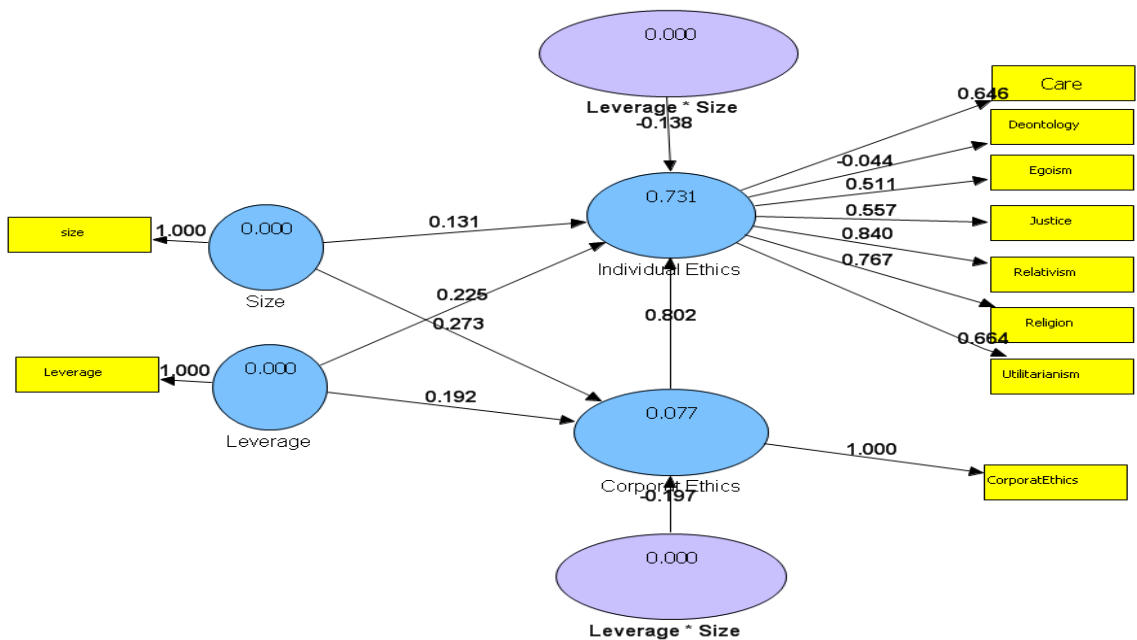 0.000
Leverage * Size
-0.138
0.646
Care
Deontology
-0.044
Egoism
0.511
0.731
0.557
Justice
0.840
Relativism
0.767
Religion
0.664
Utilitarianism
Individual Ethics
size
1.000
0.000
Size
0.131
0.225
0.273
0.802
Leverage
1.000
0.000
Leverage
0.192
0.077
Corporat Ethics
-0.197
1.000
CorporatEthics
0.000
Leverage * Size